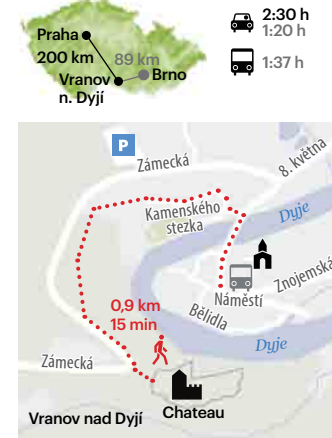 Praha
200 km
89 km
Vranov
n. Dyjí
Brno
2:30 h
1:20 h
1:37 h
P
Zámecká
8. května
Kamenského
stezka
Dyje
0,9 km
15 min
Náměstí
Znojemská
Bělidla
Dyje
Zámecká
Vranov nad Dyjí
Chateau